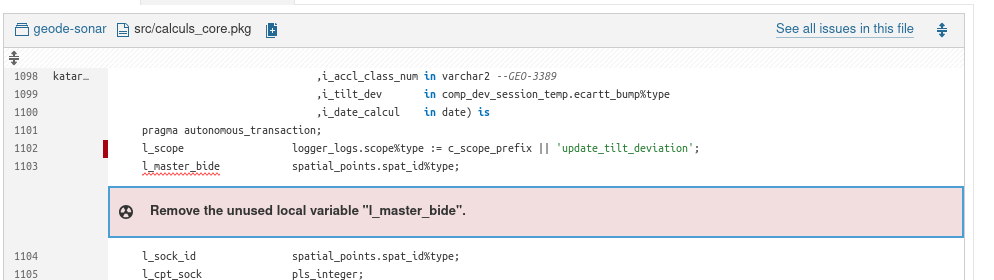 geode-sonar src/calculs_core.pkg See all issues in this file
1098 katar… ,i_accl_class_num in varchar2 --GEO-3389
1099 ,i_tilt_dev in comp_dev_session_temp.ecartt_bump%type
1100 ,i_date_calcul in date) is
1101 pragma autonomous_transaction;
1102 l_scope logger_logs.scope%type := c_scope_prefix || 'update_tilt_deviation';
1103 l_master_bide spatial_points.spat_id%type;
Remove the unused local variable "l_master_bide".
1104 l_sock_id spatial_points.spat_id%type;
1105 l_cpt_sock pls_integer;